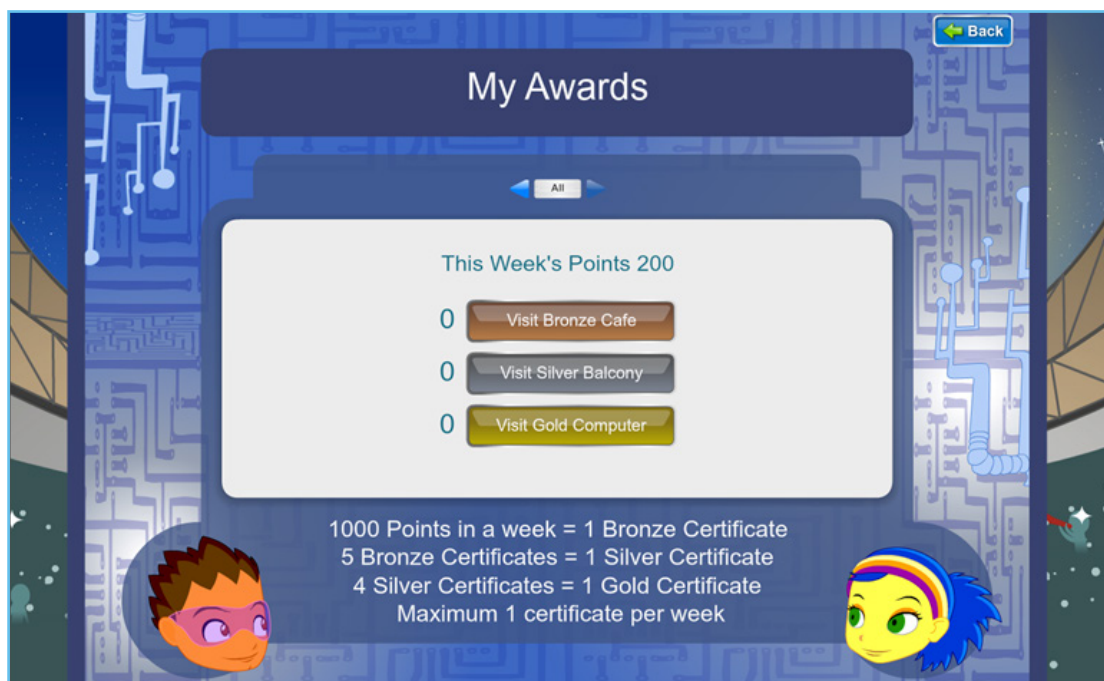 Back
My Awards
All
This Week's Points 200
0 Visit Bronze Cafe
0 Visit Silver Balcony
0 Visit Gold Computer
1000 Points in a week = 1 Bronze Certificate
5 Bronze Certificates = 1 Silver Certificate
4 Silver Certificates = 1 Gold Certificate
Maximum 1 certificate per week